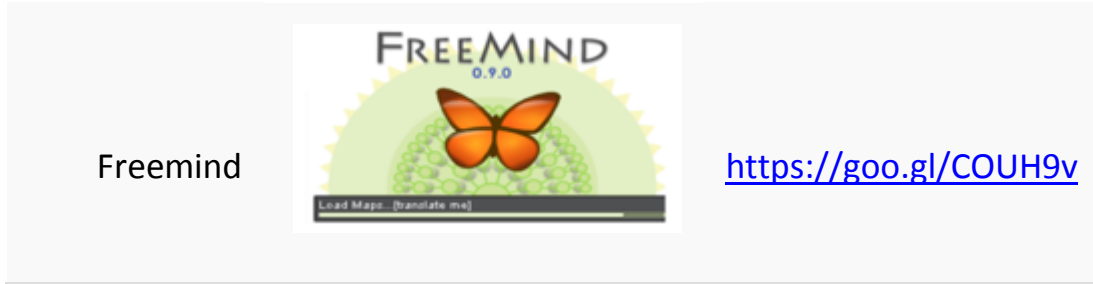 FREEMIND
0.9.0
Freemind
https://goo.gl/COUH9v
Load Maps...[translate me]